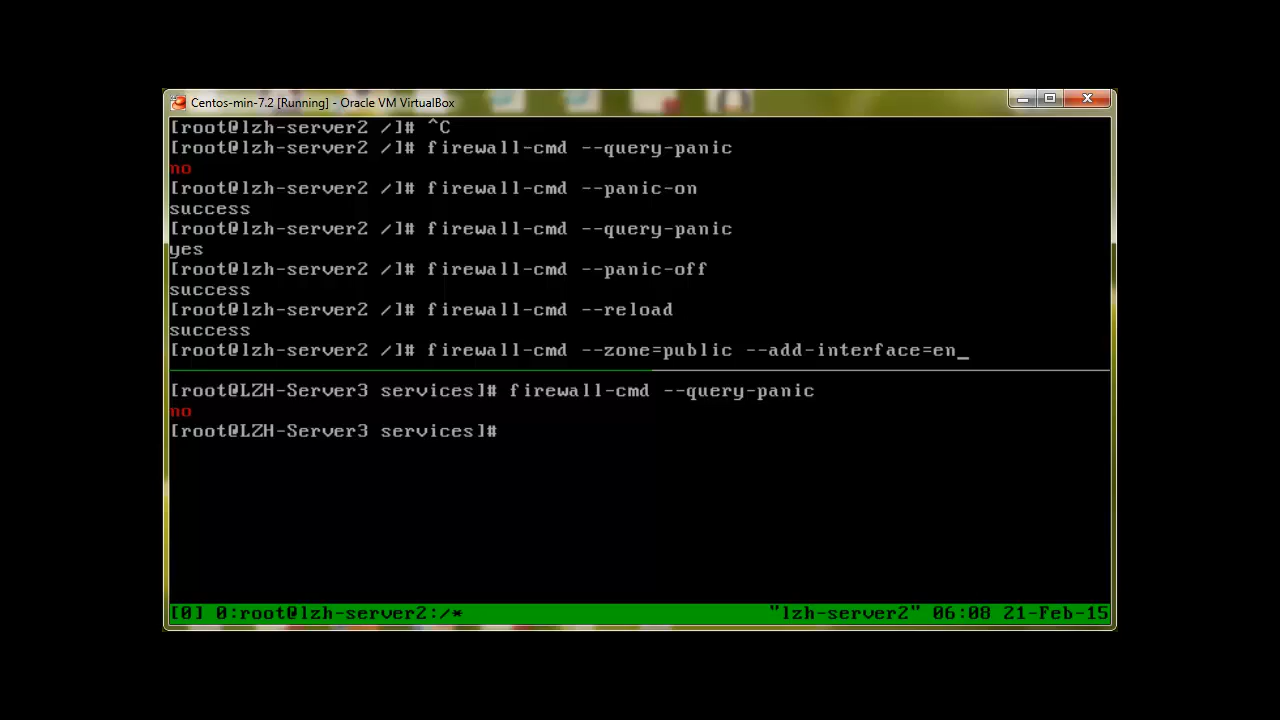 Centos-min-7.2 [Running] - Oracle VM VirtualBox
[root@lzh-server2 /]# ^C
[root@lzh-server2 /]# firewall-cmd --query-panic
no
[root@lzh-server2 /]# firewall-cmd --panic-on
success
[root@lzh-server2 /]# firewall-cmd --query-panic
yes
[root@lzh-server2 /]# firewall-cmd --panic-off
success
[root@lzh-server2 /]# firewall-cmd --reload
success
[root@lzh-server2 /]# firewall-cmd --zone=public --add-interface=en_
[root@LZH-Server3 services]# firewall-cmd --query-panic
no
[root@LZH-Server3 services]#
[0] 0:root@lzh-server2:/* "lzh-server2" 06:08 21-Feb-15